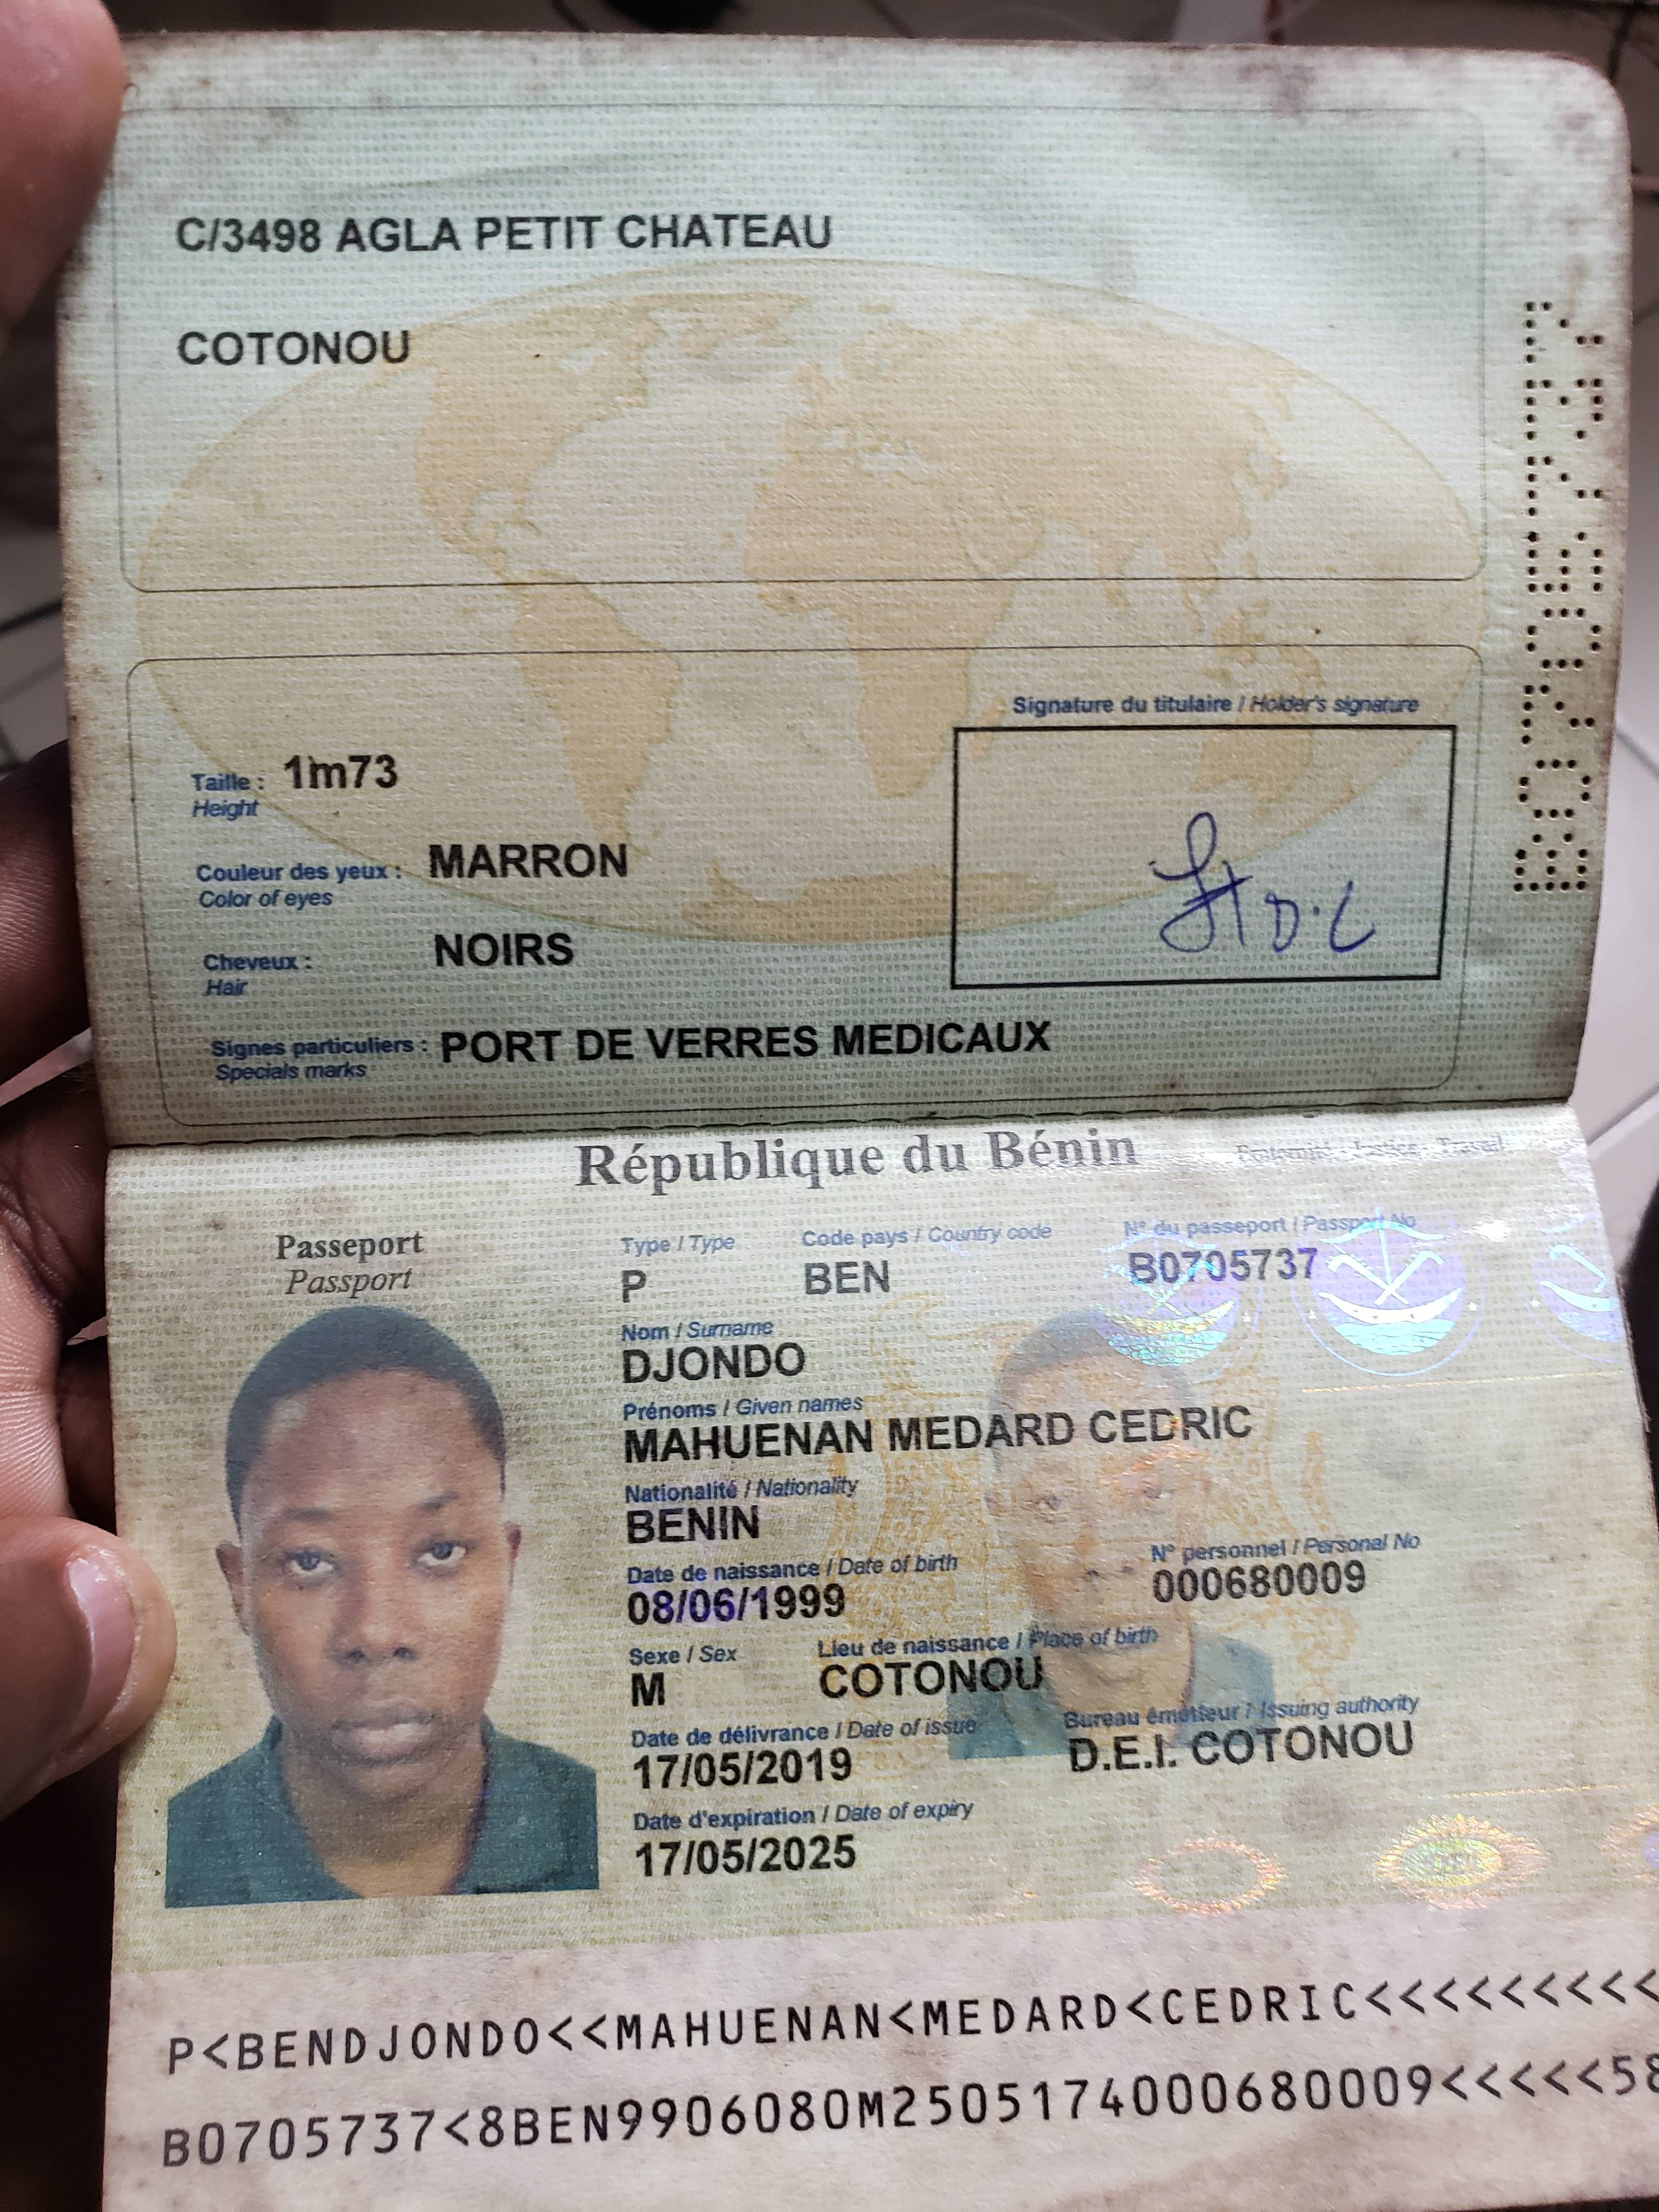 C/3498 AGLA PETIT CHATEAU
COTONOU
Signature du titulaire / Holder's signature
Taille : 1m73
Height
Couleur des yeux : MARRON
Color of eyes
Cheveux : NOIRS
Hair
Signes particuliers : PORT DE VERRES MEDICAUX
Specials marks
B0705737
République du Bénin Fraternité - Justice - Travail
Passeport
Passport
Type / Type Code pays / Country code N° du passeport / Passport No
P BEN B0705737
Nom / Surname
DJONDO
Prénoms / Given names
MAHUENAN MEDARD CEDRIC
Nationalité / Nationality
BENIN
Date de naissance / Date of birth N° personnel / Personal No
08/06/1999 000680009
Sexe / Sex Lieu de naissance / Place of birth
M COTONOU
Date de délivrance / Date of issue Bureau émetteur / Issuing authority
17/05/2019 D.E.I. COTONOU
Date d'expiration / Date of expiry
17/05/2025
P<BENDJONDO<<MAHUENAN<MEDARD<CEDRIC<<<<<<<<<
B0705737<8BEN9906080M2505174000680009<<<<<58